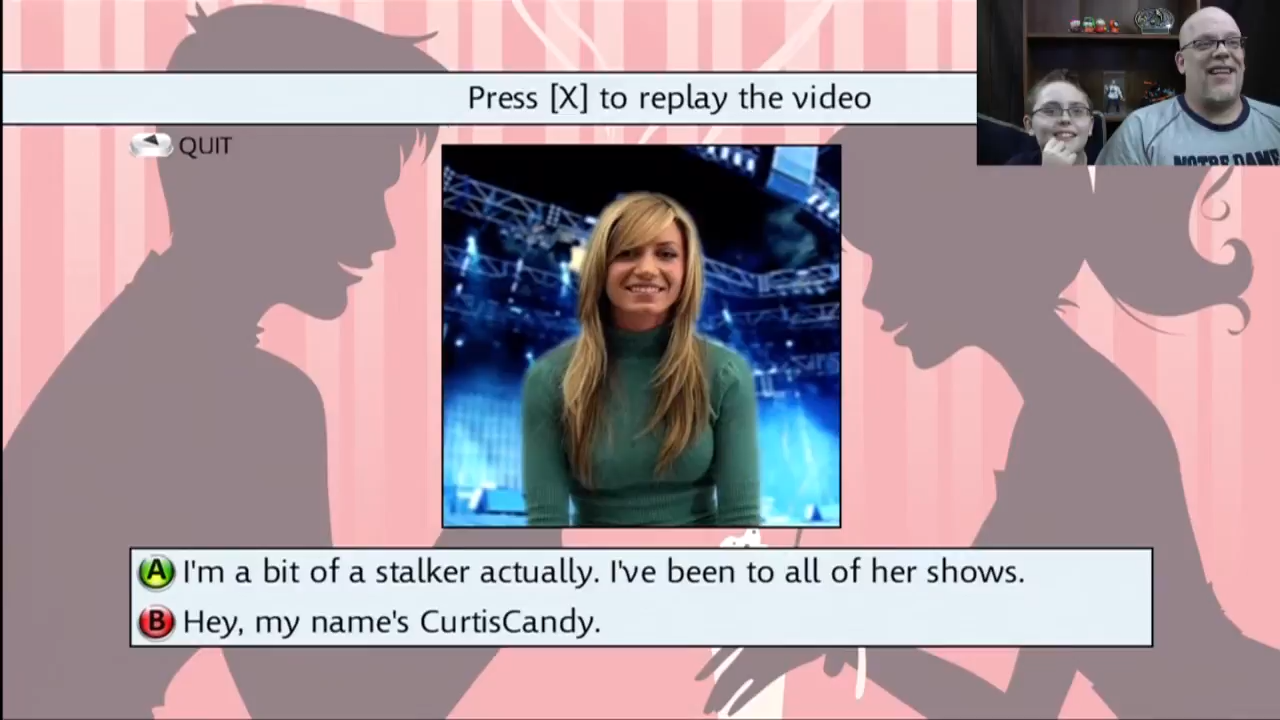 Press [X] to replay the video
QUIT
NOTRE DAME
A I'm a bit of a stalker actually. I've been to all of her shows.
B Hey, my name's CurtisCandy.